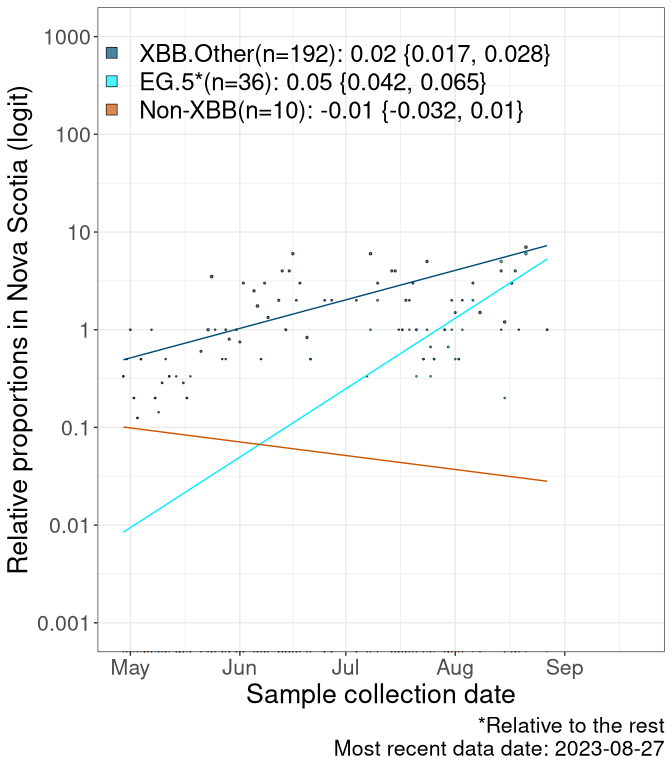 1000
100
10
1
0.1
0.01
0.001
Relative proportions in Nova Scotia (logit)
XBB.Other(n=192): 0.02 {0.017, 0.028}
EG.5*(n=36): 0.05 {0.042, 0.065}
Non-XBB(n=10): -0.01 {-0.032, 0.01}
May Jun Jul Aug Sep
Sample collection date
*Relative to the rest
Most recent data date: 2023-08-27